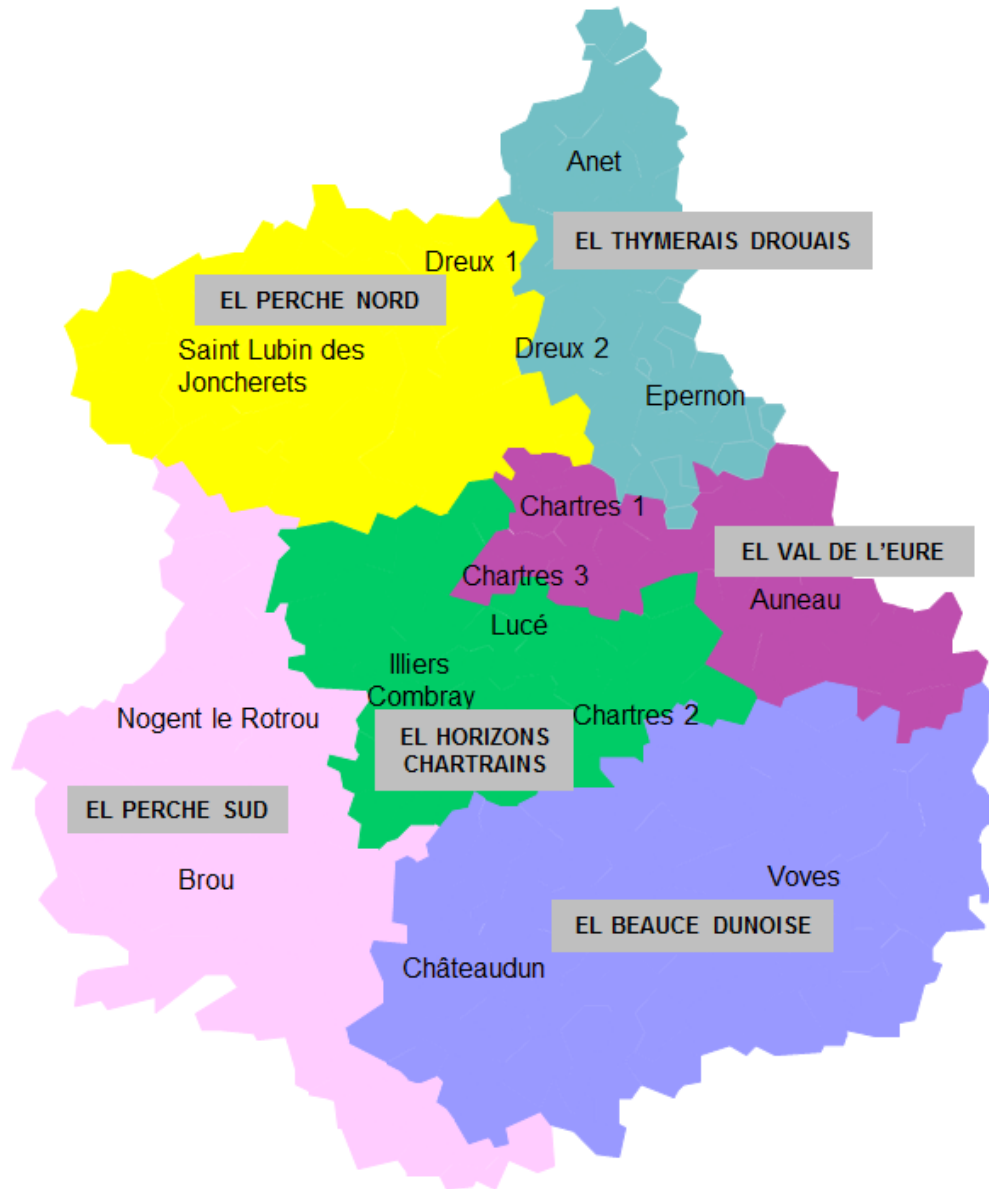 Anet
EL THYMERAIS DROUAIS
Dreux 1
EL PERCHE NORD
Saint Lubin des
Joncherets
Dreux 2
Epernon
Chartres 1
EL VAL DE L'EURE
Chartres 3
Auneau
Lucé
Illiers
Combray
Nogent le Rotrou
Chartres 2
EL HORIZONS
CHARTRAINS
EL PERCHE SUD
Brou
Voves
EL BEAUCE DUNOISE
Châteaudun